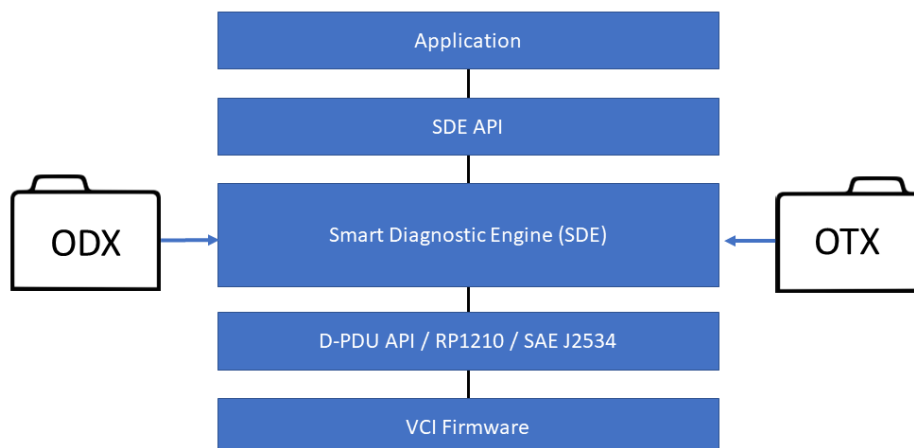 Application
SDE API
ODX
Smart Diagnostic Engine (SDE)
OTX
D-PDU API / RP1210 / SAE J2534
VCI Firmware